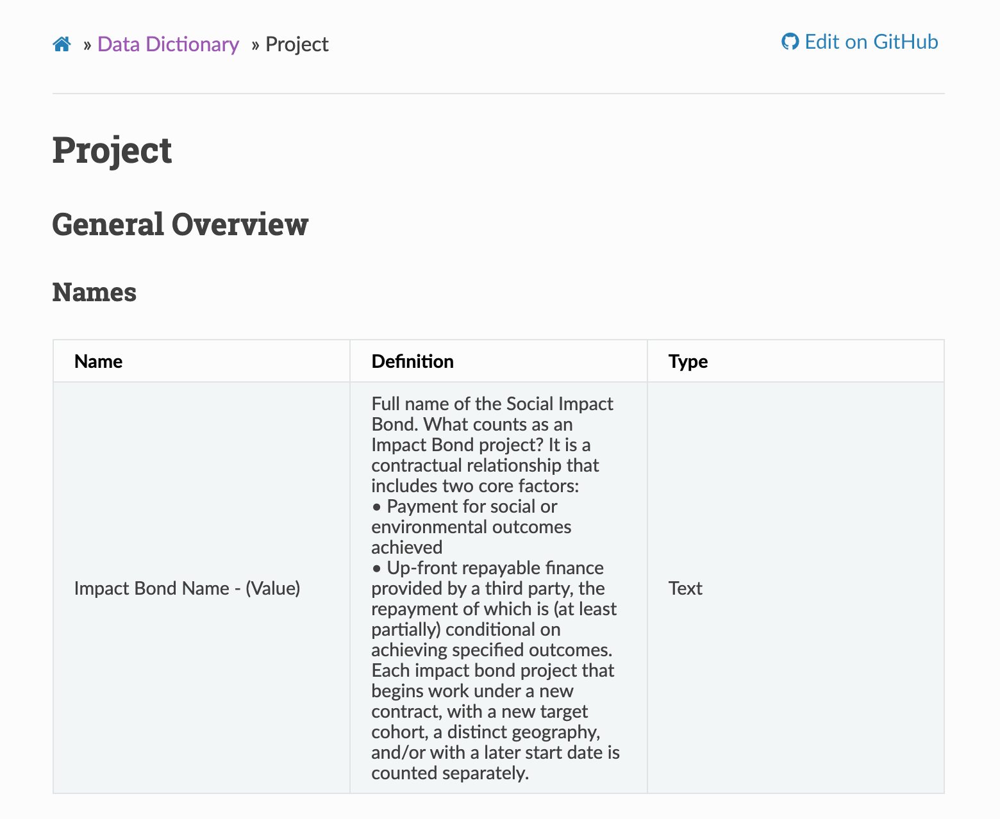 » Data Dictionary » Project
Edit on GitHub
Project
General Overview
Names
Name Definition Type
Impact Bond Name - (Value)
Full name of the Social Impact
Bond. What counts as an
Impact Bond project? It is a
contractual relationship that
includes two core factors:
• Payment for social or
environmental outcomes
achieved
• Up-front repayable finance
provided by a third party, the
repayment of which is (at least
partially) conditional on
achieving specified outcomes.
Each impact bond project that
begins work under a new
contract, with a new target
cohort, a distinct geography,
and/or with a later start date is
counted separately.
Text